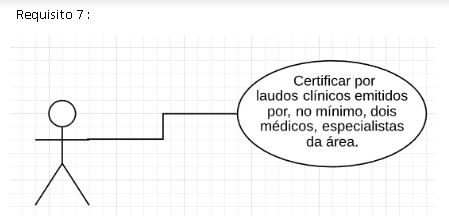 Requisito 7 :
Certificar por
laudos clínicos emitidos
por, no mínimo, dois
médicos, especialistas
da área.